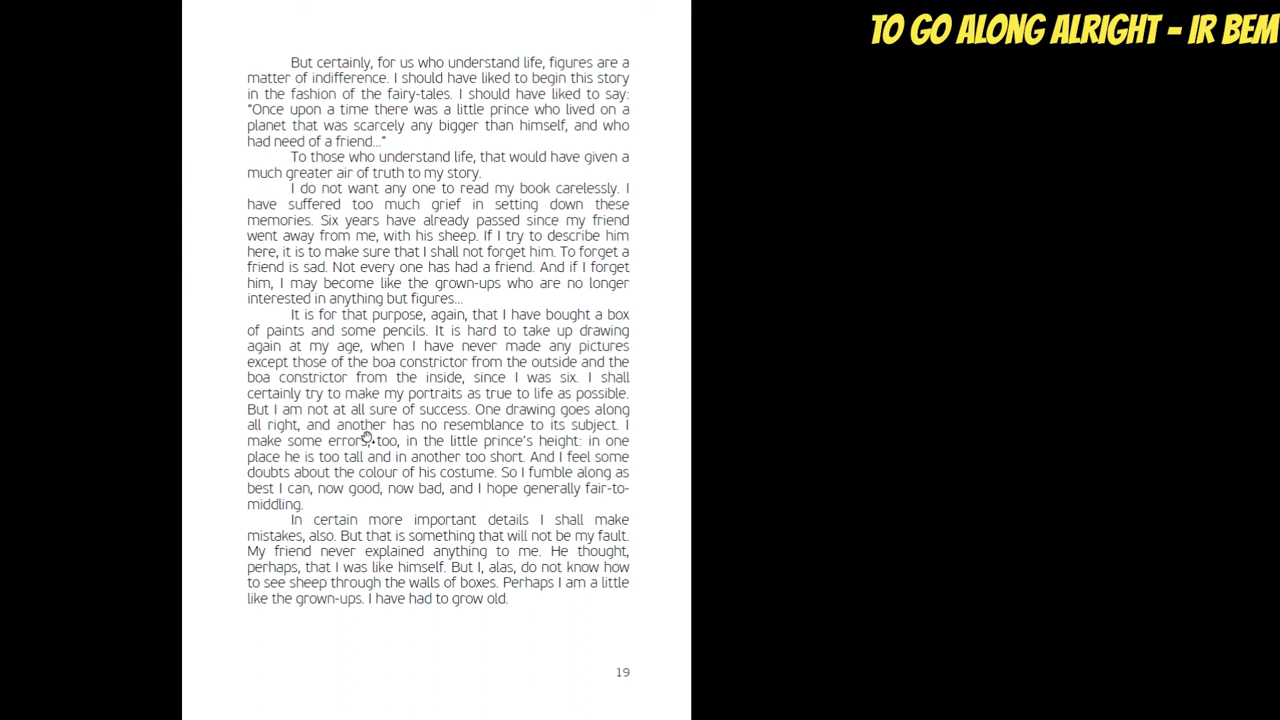 TO GO ALONG ALRIGHT - IR BEM
But certainly, for us who understand life, figures are a
matter of indifference. I should have liked to begin this story
in the fashion of the fairy-tales. I should have liked to say:
"Once upon a time there was a little prince who lived on a
planet that was scarcely any bigger than himself, and who
had need of a friend..."
To those who understand life, that would have given a
much greater air of truth to my story.
I do not want any one to read my book carelessly. I
have suffered too much grief in setting down these
memories. Six years have already passed since my friend
went away from me, with his sheep. If I try to describe him
here, it is to make sure that I shall not forget him. To forget a
friend is sad. Not every one has had a friend. And if I forget
him, I may become like the grown-ups who are no longer
interested in anything but figures...
It is for that purpose, again, that I have bought a box
of paints and some pencils. It is hard to take up drawing
again at my age, when I have never made any pictures
except those of the boa constrictor from the outside and the
boa constrictor from the inside, since I was six. I shall
certainly try to make my portraits as true to life as possible.
But I am not at all sure of success. One drawing goes along
all right, and another has no resemblance to its subject. I
make some errors, too, in the little prince's height: in one
place he is too tall and in another too short. And I feel some
doubts about the colour of his costume. So I fumble along as
best I can, now good, now bad, and I hope generally fair-to-
middling.
In certain more important details I shall make
mistakes, also. But that is something that will not be my fault.
My friend never explained anything to me. He thought,
perhaps, that I was like himself. But I, alas, do not know how
to see sheep through the walls of boxes. Perhaps I am a little
like the grown-ups. I have had to grow old.
19